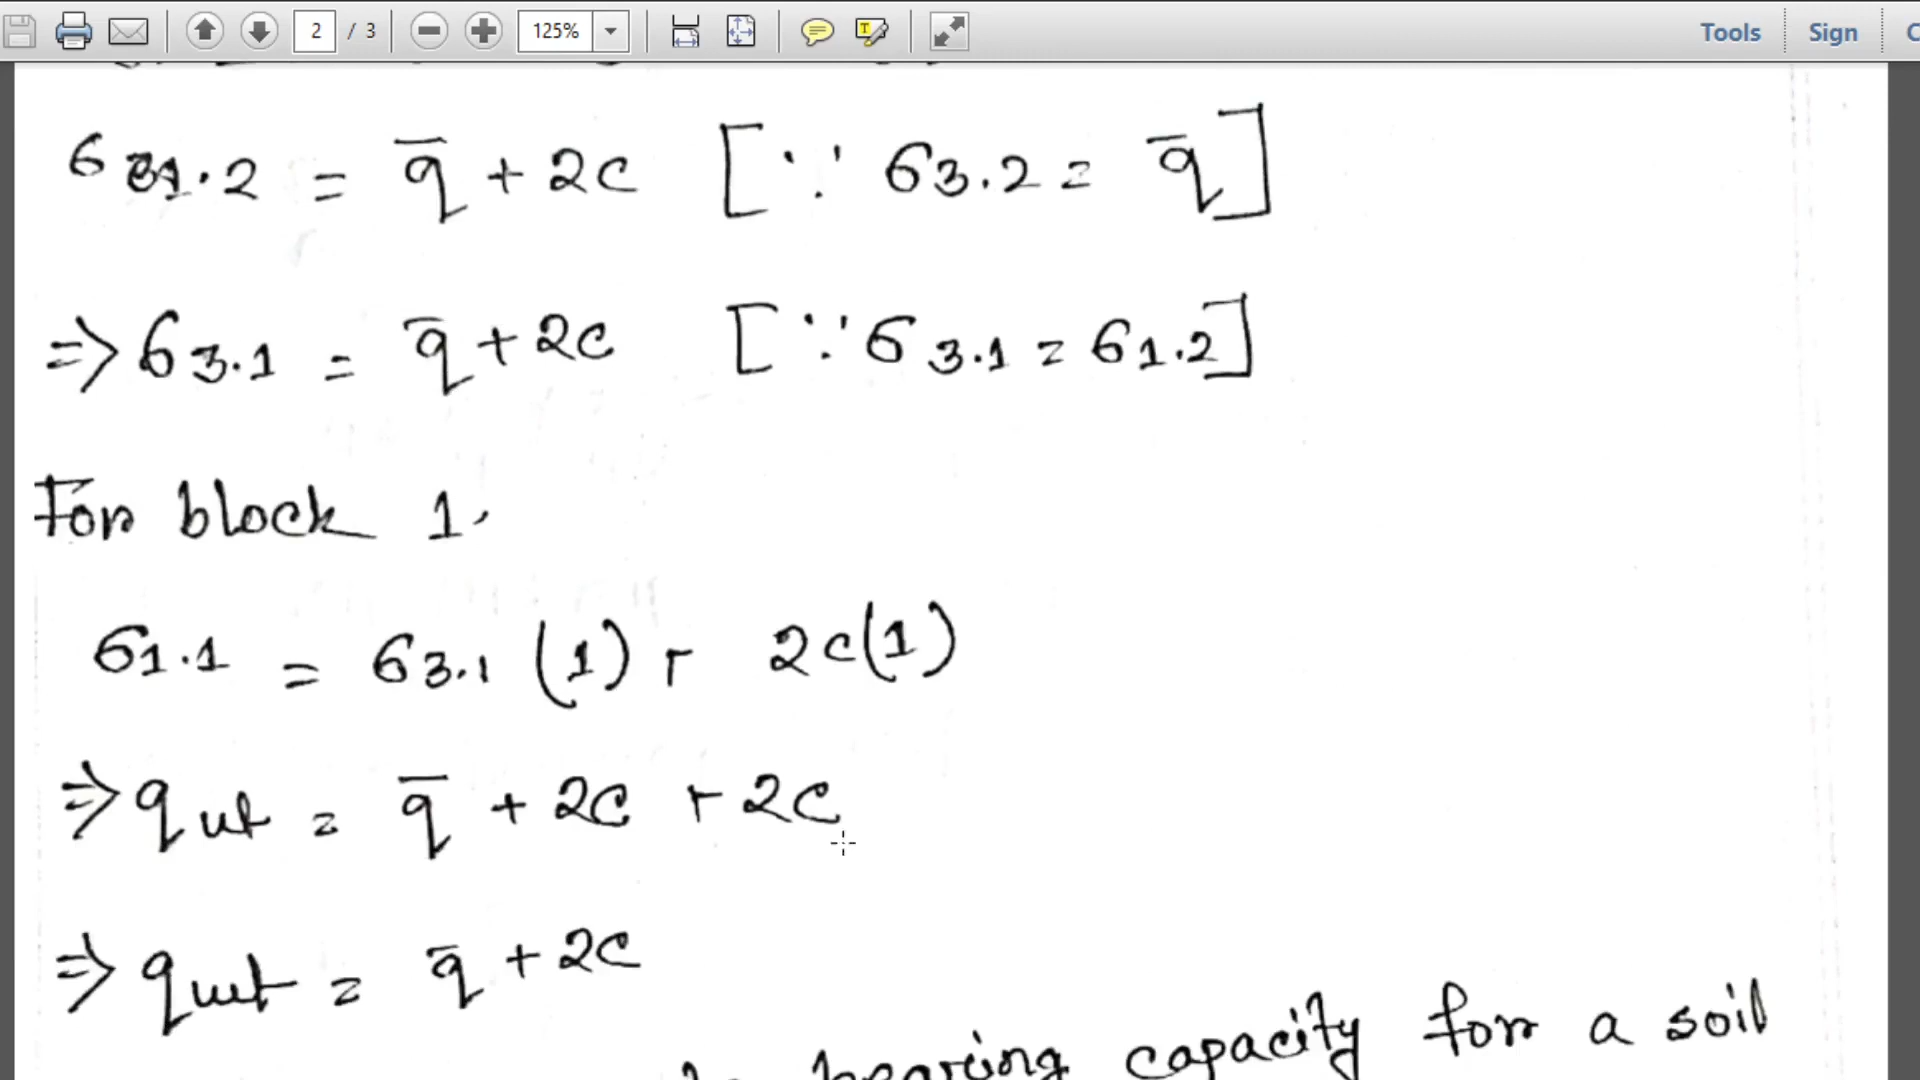 2 / 3 125% Tools Sign
σ1.2 = q̅ + 2c [∵ σ3.2 = q̅]
⇒ σ3.1 = q̅ + 2c [∵ σ3.1 = σ1.2]
For block 1.
σ1.1 = σ3.1 (1) + 2c(1)
⇒ qult = q̅ + 2c + 2c
⇒ qult = q̅ + 2c
bearing capacity for a soil